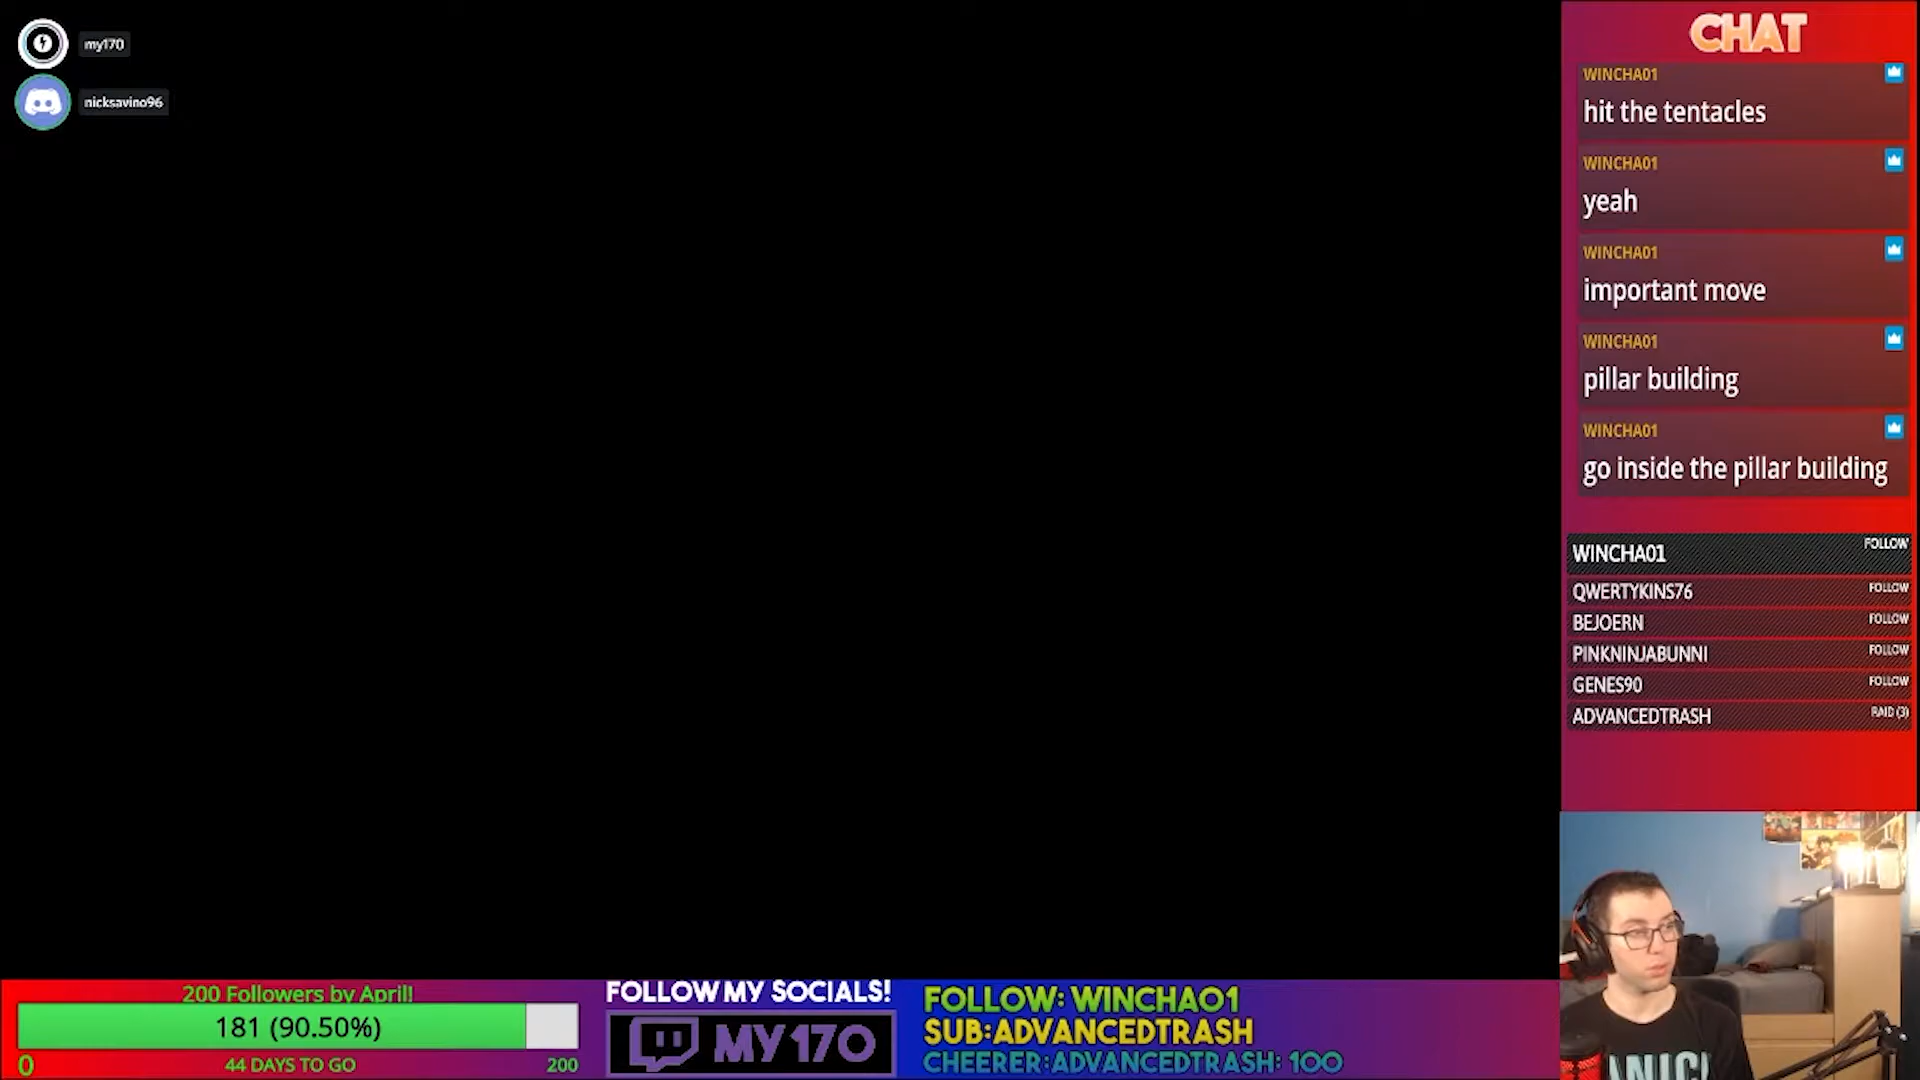 my170
nicksavino96
CHAT
WINCHA01
hit the tentacles
WINCHA01
yeah
WINCHA01
important move
WINCHA01
pillar building
WINCHA01
go inside the pillar building
WINCHA01 FOLLOW
QWERTYKINS76 FOLLOW
BEJOERN FOLLOW
PINKNINJABUNNI FOLLOW
GENES90 FOLLOW
ADVANCEDTRASH RAID (3)
200 Followers by April!
181 (90.50%)
0 44 DAYS TO GO 200
FOLLOW MY SOCIALS!
MY170
FOLLOW: WINCHA01
SUB:ADVANCEDTRASH
CHEERER:ADVANCEDTRASH: 100